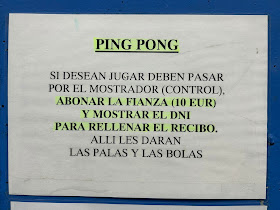 PING PONG
SI DESEAN JUGAR DEBEN PASAR
POR EL MOSTRADOR (CONTROL),
ABONAR LA FIANZA (10 EUR)
Y MOSTRAR EL DNI
PARA RELLENAR EL RECIBO.
ALLI LES DARAN
LAS PALAS Y LAS BOLAS